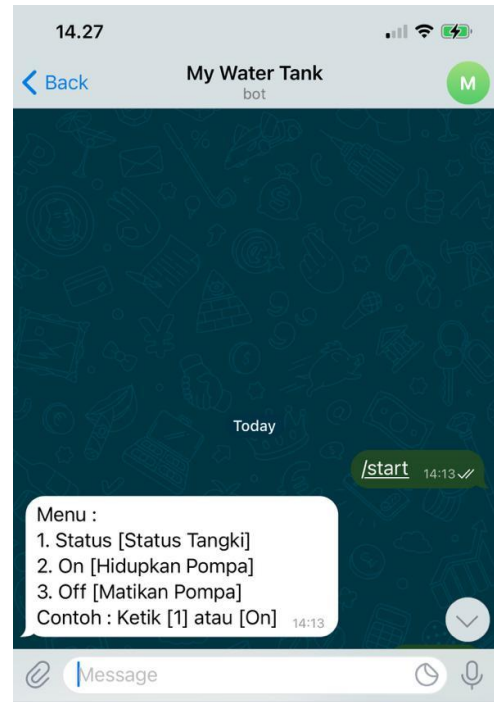 14.27
Back
My Water Tank
M
bot
Today
/start 14:13
Menu :
1. Status [Status Tangki]
2. On [Hidupkan Pompa]
3. Off [Matikan Pompa]
Contoh : Ketik [1] atau [On] 14:13
Message